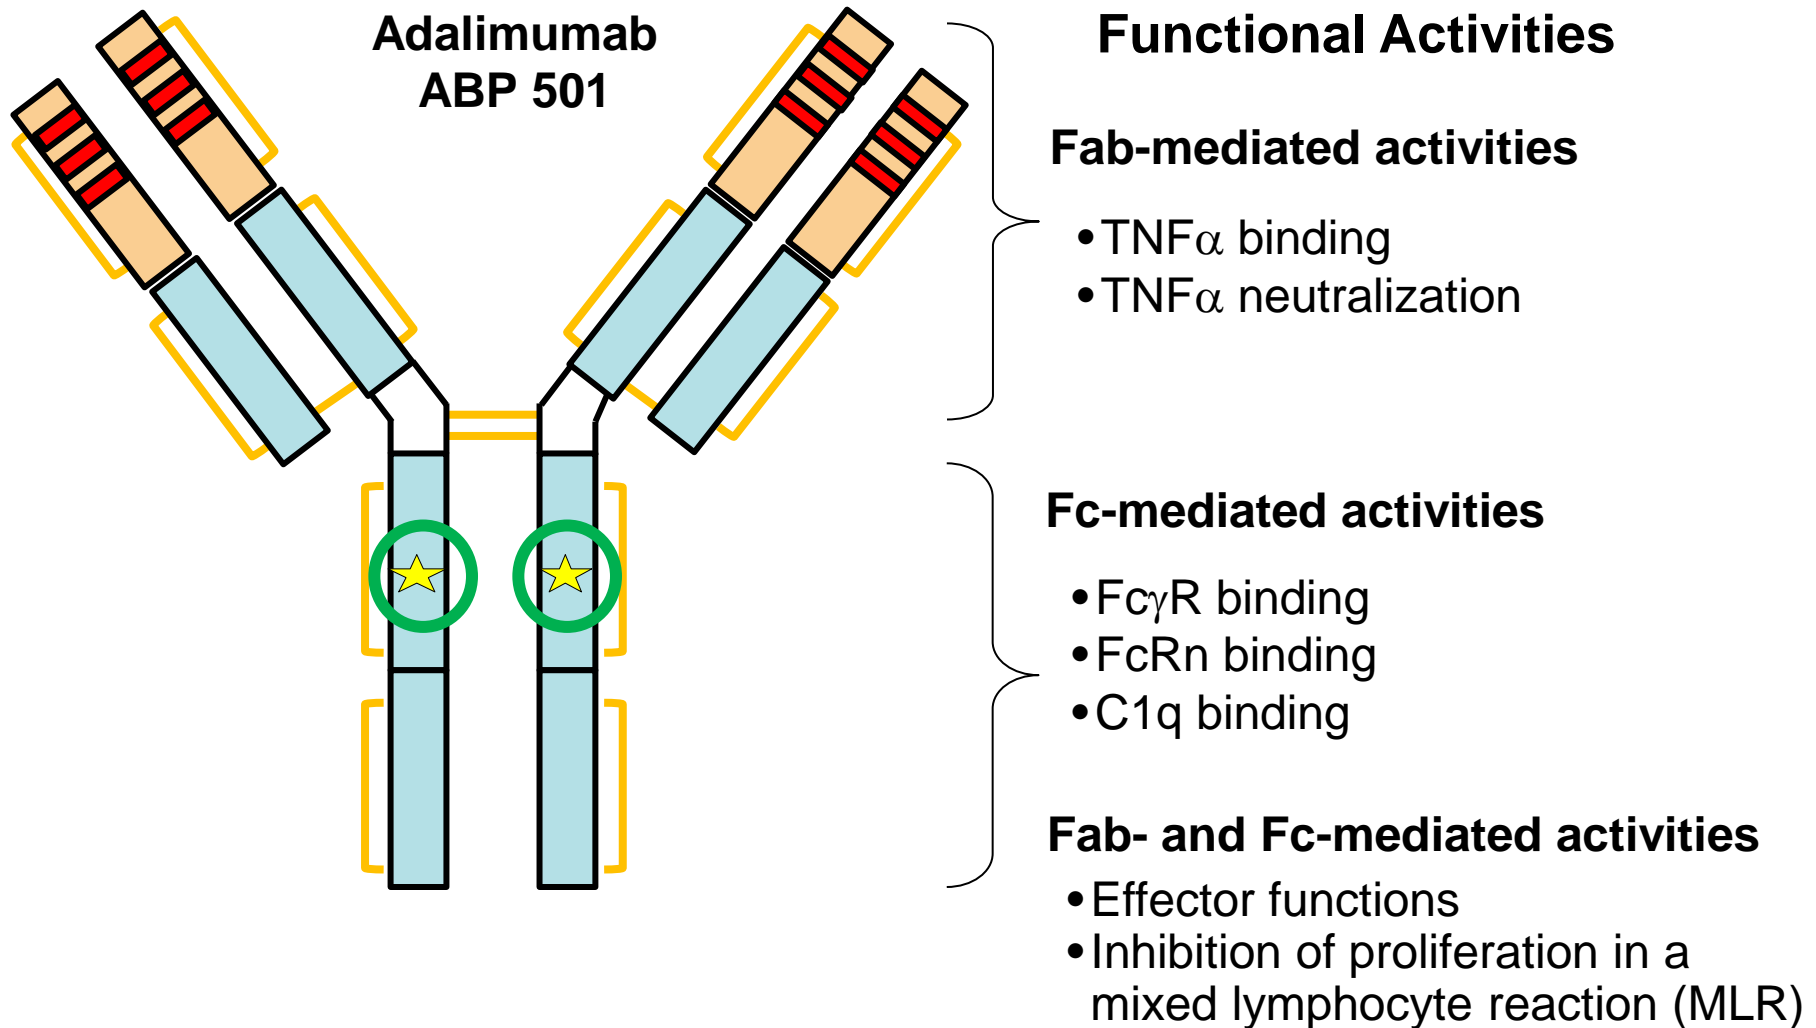 Adalimumab
ABP 501
Functional Activities
Fab-mediated activities
•TNFα binding
•TNFα neutralization
Fc-mediated activities
•FcγR binding
•FcRn binding
•C1q binding
Fab- and Fc-mediated activities
•Effector functions
•Inhibition of proliferation in a
mixed lymphocyte reaction (MLR)